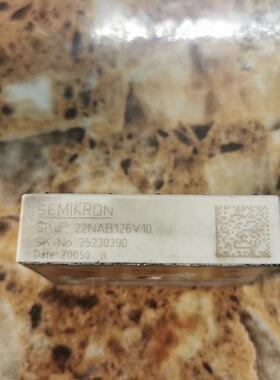 SEMIKRON
SKiiP 22NAB126V10
SK-No. 25230390
Date: 20050 R